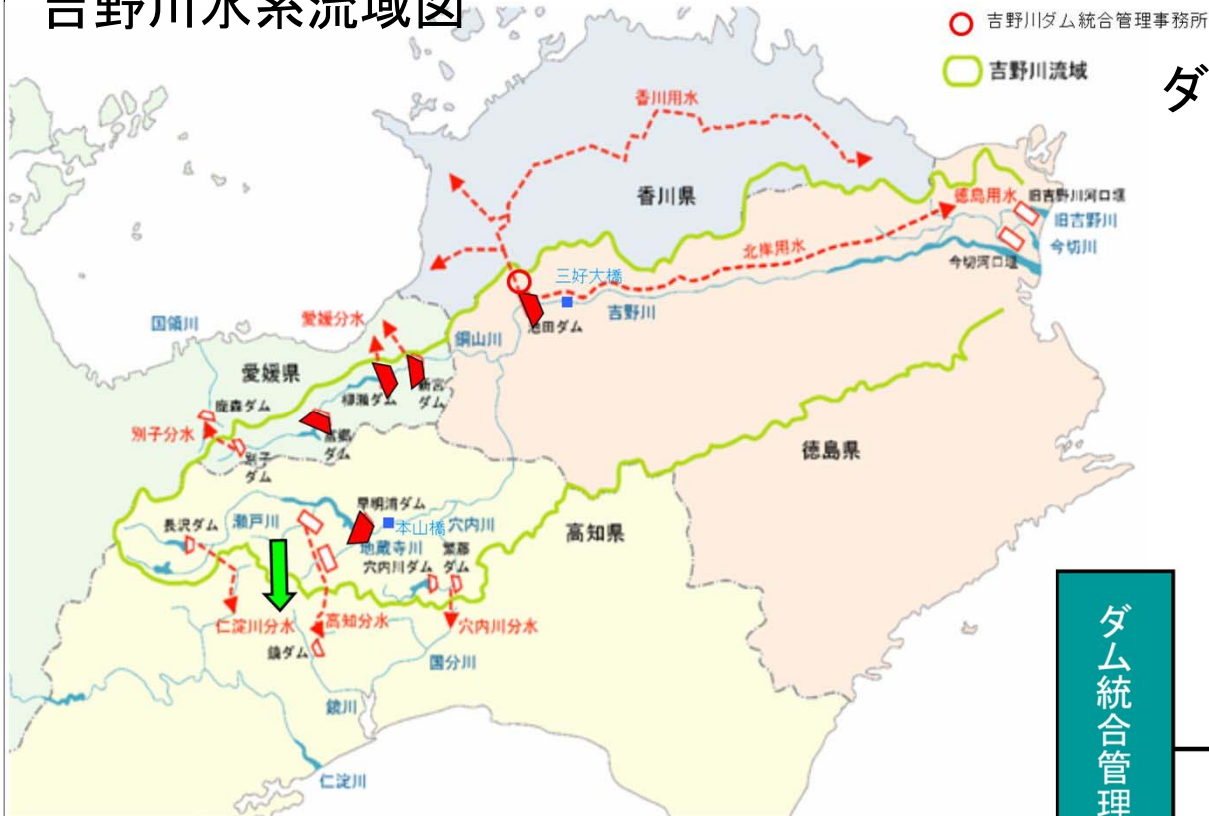 吉野川水系流域図
吉野川ダム統合管理事務所
吉野川流域
ダ
香川用水
香川県
徳島用水
旧吉野川河口堰
旧吉野川
今切川
今切河口堰
北岸用水
三好大橋
吉野川
池田ダム
国領川
愛媛分水
銅山川
愛媛県
新宮
ダム
柳瀬ダム
鹿森ダム
別子分水
富郷
ダム
別子
ダム
徳島県
早明浦ダム
長沢ダム
瀬戸川
本山橋
穴内川
高知県
地蔵寺川
繁藤
ダム
穴内川ダム
仁淀川分水
高知分水
穴内川分水
鏡ダム
国分川
鏡川
仁淀川
ダム統合管理